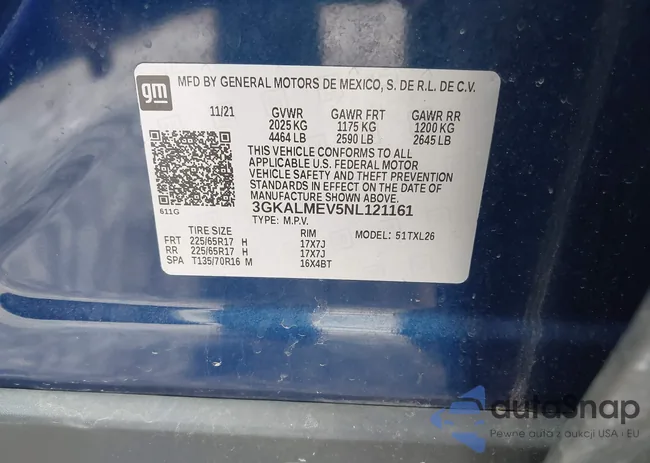 gm
MFD BY GENERAL MOTORS DE MEXICO, S. DE R.L. DE C.V.
11/21 GVWR GAWR FRT GAWR RR
2025 KG 1175 KG 1200 KG
4464 LB 2590 LB 2645 LB
THIS VEHICLE CONFORMS TO ALL
APPLICABLE U.S. FEDERAL MOTOR
VEHICLE SAFETY AND THEFT PREVENTION
STANDARDS IN EFFECT ON THE DATE OF
MANUFACTURE SHOWN ABOVE.
611G 3GKALMEV5NL121161
TYPE: M.P.V. MODEL: 51TXL26
TIRE SIZE RIM
FRT 225/65R17 H 17X7J
RR 225/65R17 H 17X7J
SPA T135/70R16 M 16X4BT
autoSnap
Pewne auta z aukcji USA i EU